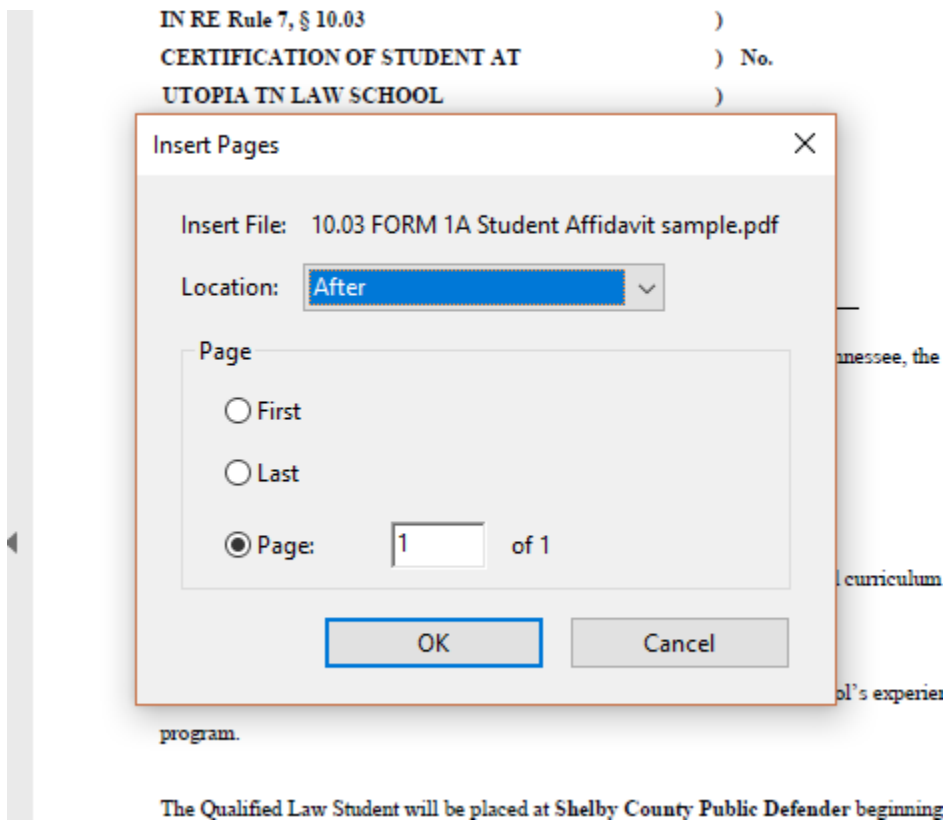 IN RE Rule 7, § 10.03 )
CERTIFICATION OF STUDENT AT ) No.
UTOPIA TN LAW SCHOOL )
Insert Pages
Insert File: 10.03 FORM 1A Student Affidavit sample.pdf
Location: After
Page
nnessee, the
First
Last
Page: 1 of 1
curriculum
OK Cancel
ol's experien
program.
The Qualified Law Student will be placed at Shelby County Public Defender beginning